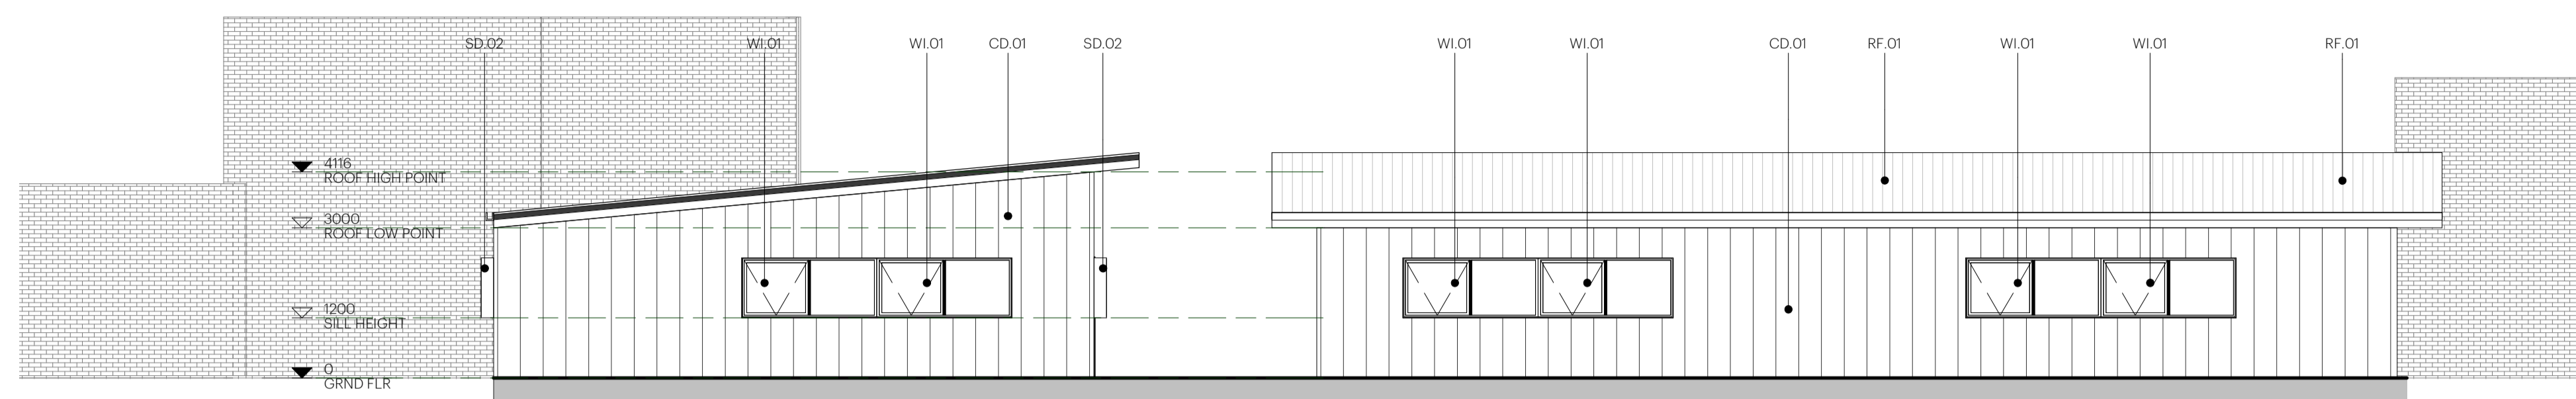 SD.02
WI.01
WI.01
CD.01
SD.02
WI.01
WI.01
CD.01
RF.01
WI.01
WI.01
RF.01
4116
ROOF HIGH POINT
3000
ROOF LOW POINT
1200
SILL HEIGHT
0
GRND FLR